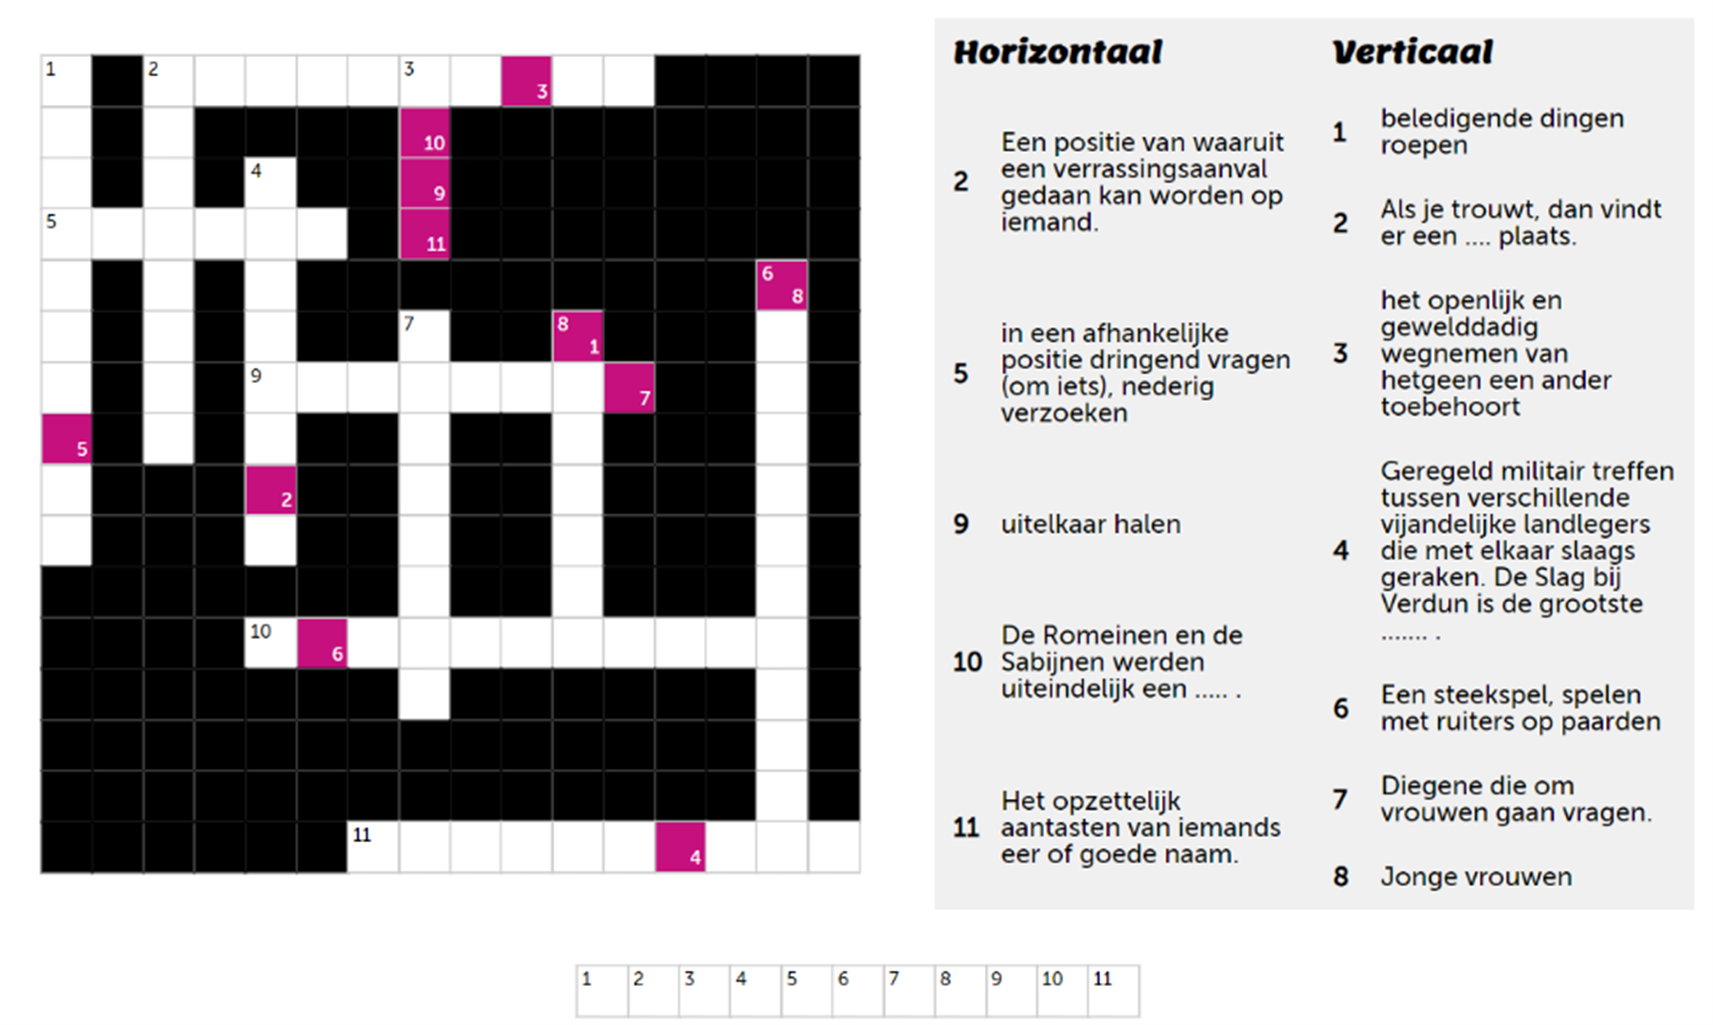 1 2 3 3
10
4 9
5 11
6 8
7 8 1
9 7
5
2
10 6
11 4
Horizontaal
2 Een positie van waaruit
een verrassingsaanval
gedaan kan worden op
iemand.
5 in een afhankelijke
positie dringend vragen
(om iets), nederig
verzoeken
9 uitelkaar halen
10 De Romeinen en de
Sabijnen werden
uiteindelijk een ..... .
11 Het opzettelijk
aantasten van iemands
eer of goede naam.
Verticaal
1 beledigende dingen
roepen
2 Als je trouwt, dan vindt
er een .... plaats.
3 het openlijk en
gewelddadig
wegnemen van
hetgeen een ander
toebehoort
4 Geregeld militair treffen
tussen verschillende
vijandelijke landlegers
die met elkaar slaags
geraken. De Slag bij
Verdun is de grootste
....... .
6 Een steekspel, spelen
met ruiters op paarden
7 Diegene die om
vrouwen gaan vragen.
8 Jonge vrouwen
1 2 3 4 5 6 7 8 9 10 11